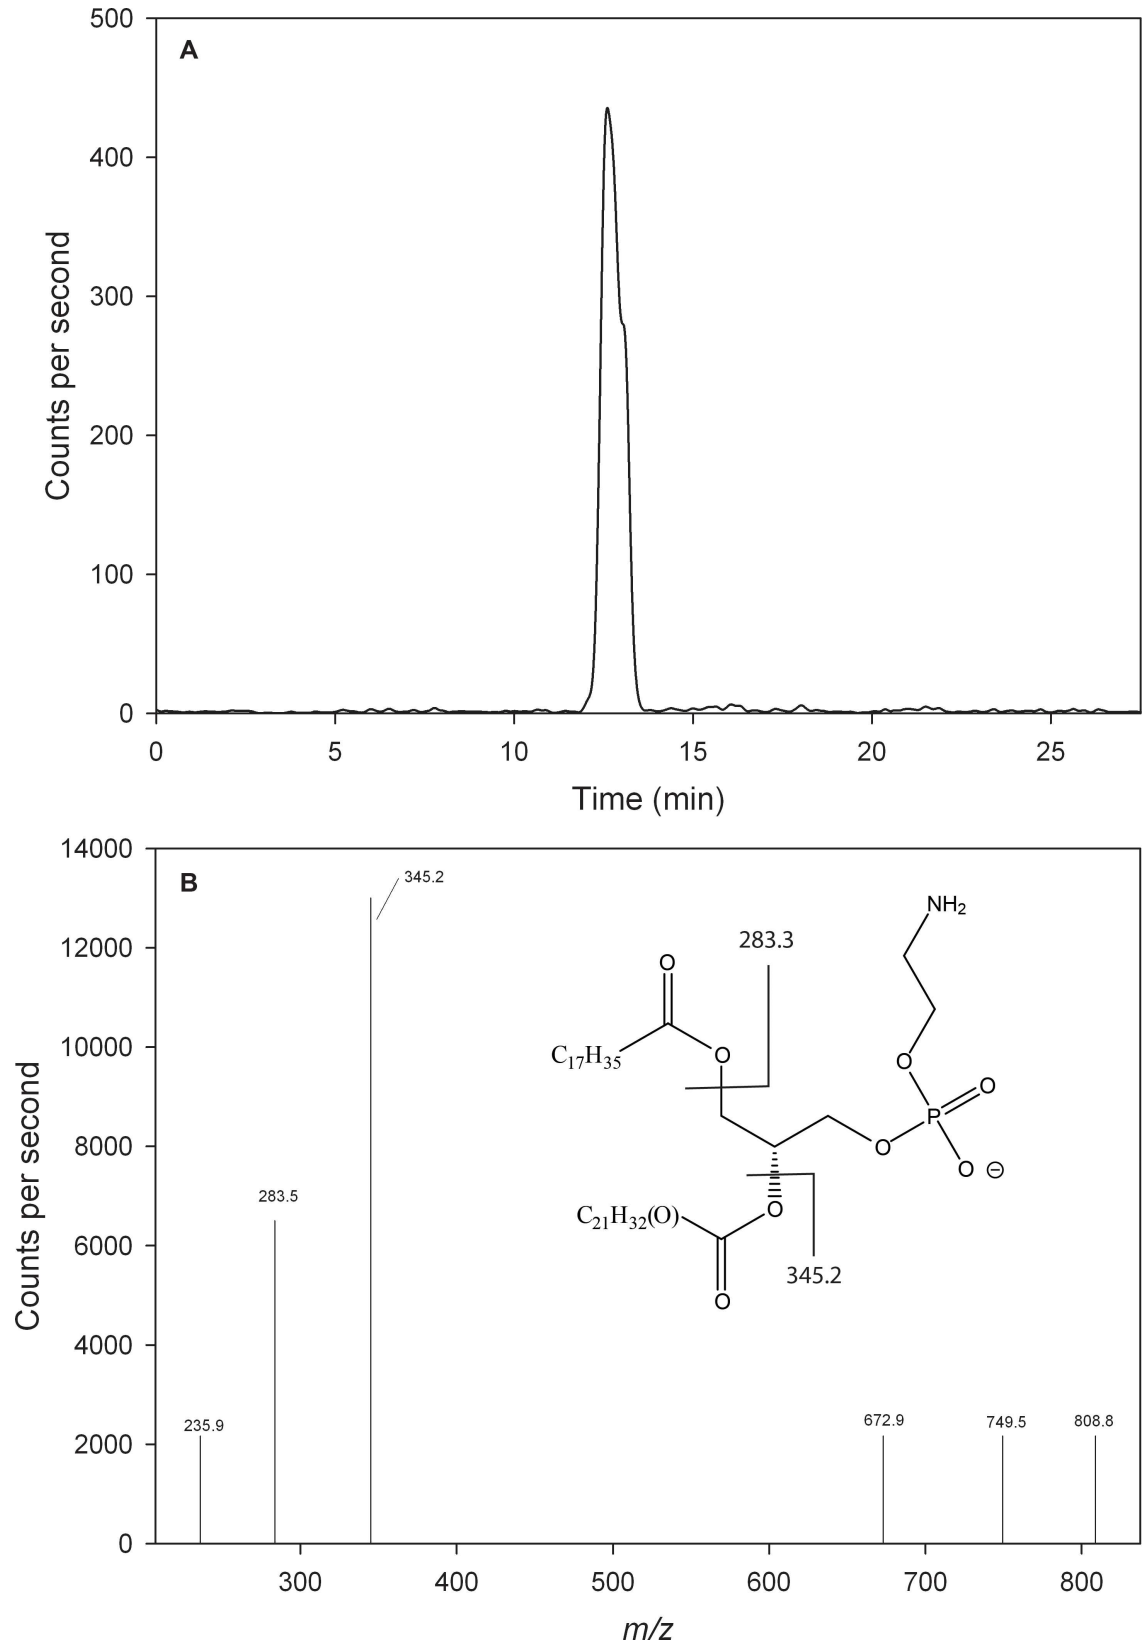 500
A
400
300
200
100
0
Counts per second
0 5 10 15 20 25
Time (min)
14000
B
345.2
12000
10000
8000
6000
4000
2000
0
Counts per second
NH2
283.3
O
C17H35
O
O
O
P
O
O ⊖
C21H32(O)
O
345.2
O
283.5
235.9
672.9 749.5 808.8
300 400 500 600 700 800
m/z